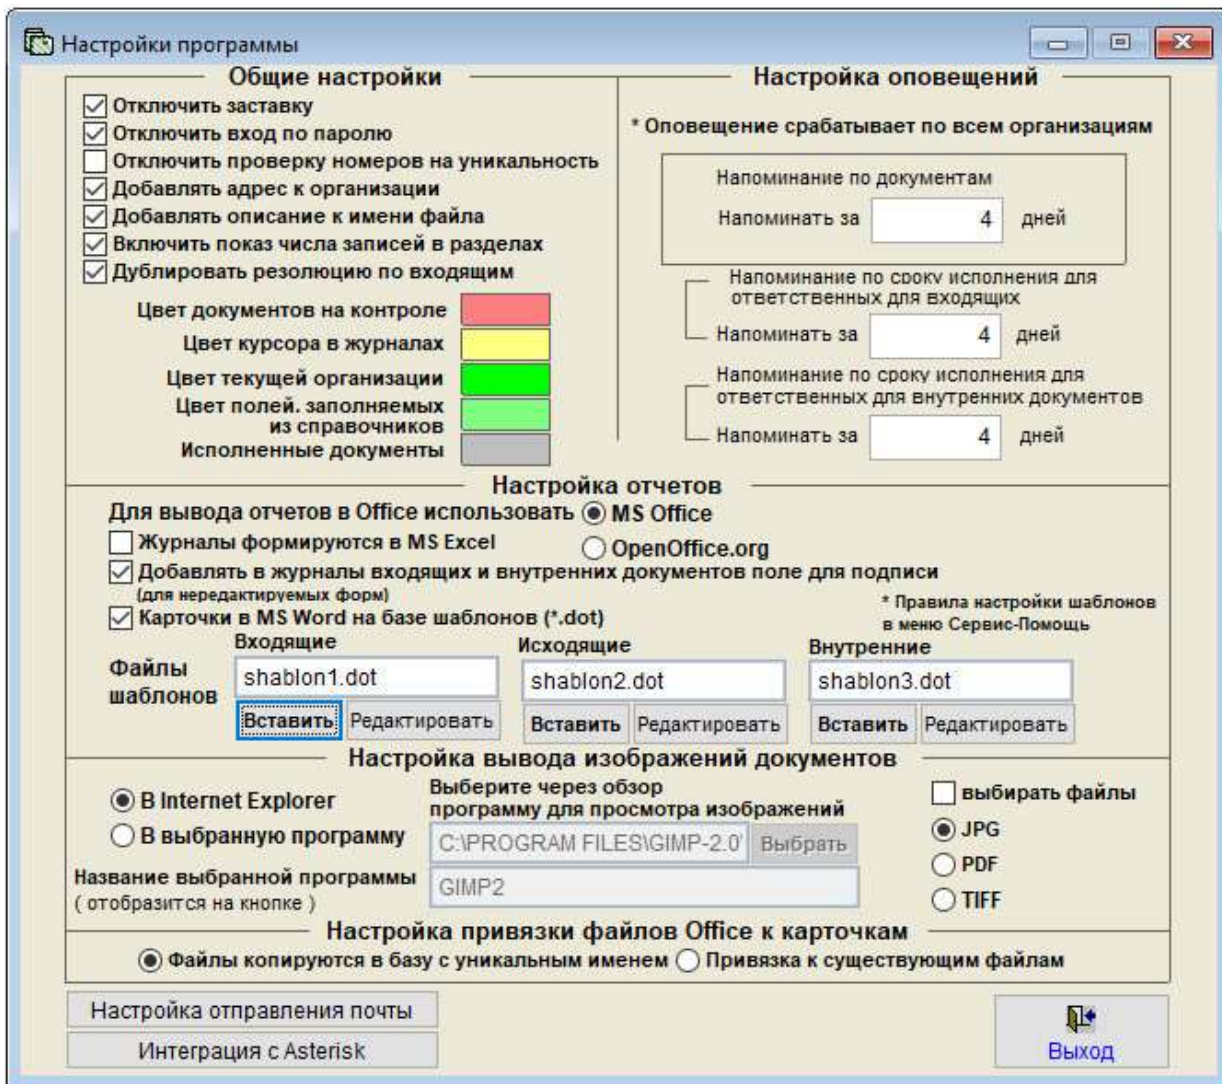 Настройки программы
Общие настройки
Отключить заставку
Отключить вход по паролю
Отключить проверку номеров на уникальность
Добавлять адрес к организации
Добавлять описание к имени файла
Включить показ числа записей в разделах
Дублировать резолюцию по входящим
Цвет документов на контроле
Цвет курсора в журналах
Цвет текущей организации
Цвет полей. заполняемых
из справочников
Исполненные документы
Настройка оповещений
* Оповещение срабатывает по всем организациям
Напоминание по документам
Напоминать за 4 дней
Напоминание по сроку исполнения для
ответственных для входящих
Напоминать за 4 дней
Напоминание по сроку исполнения для
ответственных для внутренних документов
Напоминать за 4 дней
Настройка отчетов
Для вывода отчетов в Office использовать MS Office
Журналы формируются в MS Excel OpenOffice.org
Добавлять в журналы входящих и внутренних документов поле для подписи
(для нередактируемых форм)
* Правила настройки шаблонов
в меню Сервис-Помощь
Карточки в MS Word на базе шаблонов (*.dot)
Входящие Исходящие Внутренние
Файлы
шаблонов
shablon1.dot shablon2.dot shablon3.dot
Вставить Редактировать Вставить Редактировать Вставить Редактировать
Настройка вывода изображений документов
В Internet Explorer
В выбранную программу
Выберите через обзор
программу для просмотра изображений
C:\PROGRAM FILES\GIMP-2.0\ Выбрать
Название выбранной программы
( отобразится на кнопке )
GIMP2
выбирать файлы
JPG
PDF
TIFF
Настройка привязки файлов Office к карточкам
Файлы копируются в базу с уникальным именем Привязка к существующим файлам
Настройка отправления почты
Интеграция с Asterisk
Выход